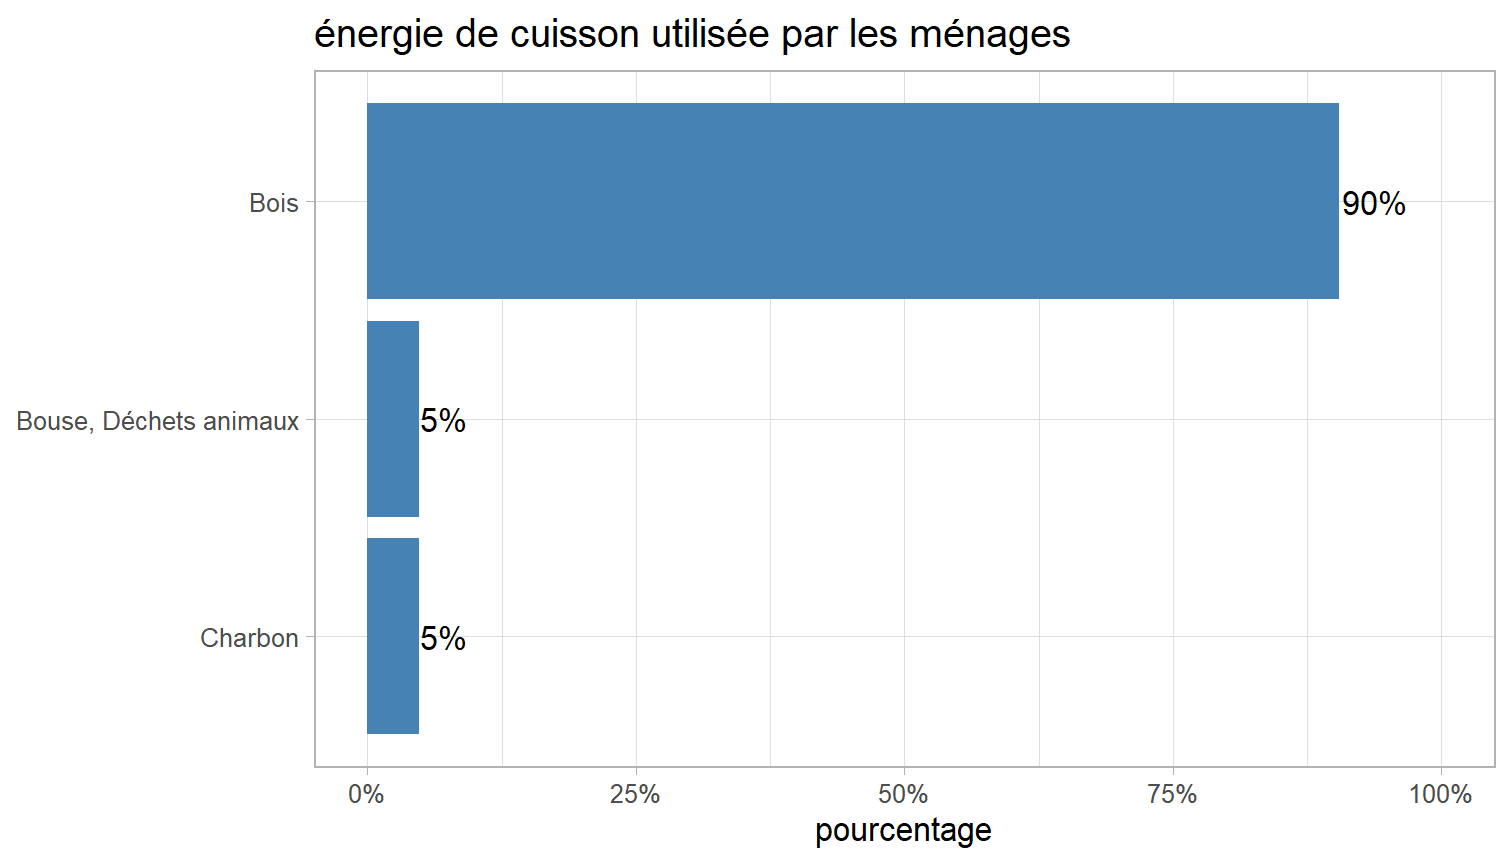 énergie de cuisson utilisée par les ménages
Bois
90%
Bouse, Déchets animaux
5%
Charbon
5%
0% 25% 50% 75% 100%
pourcentage